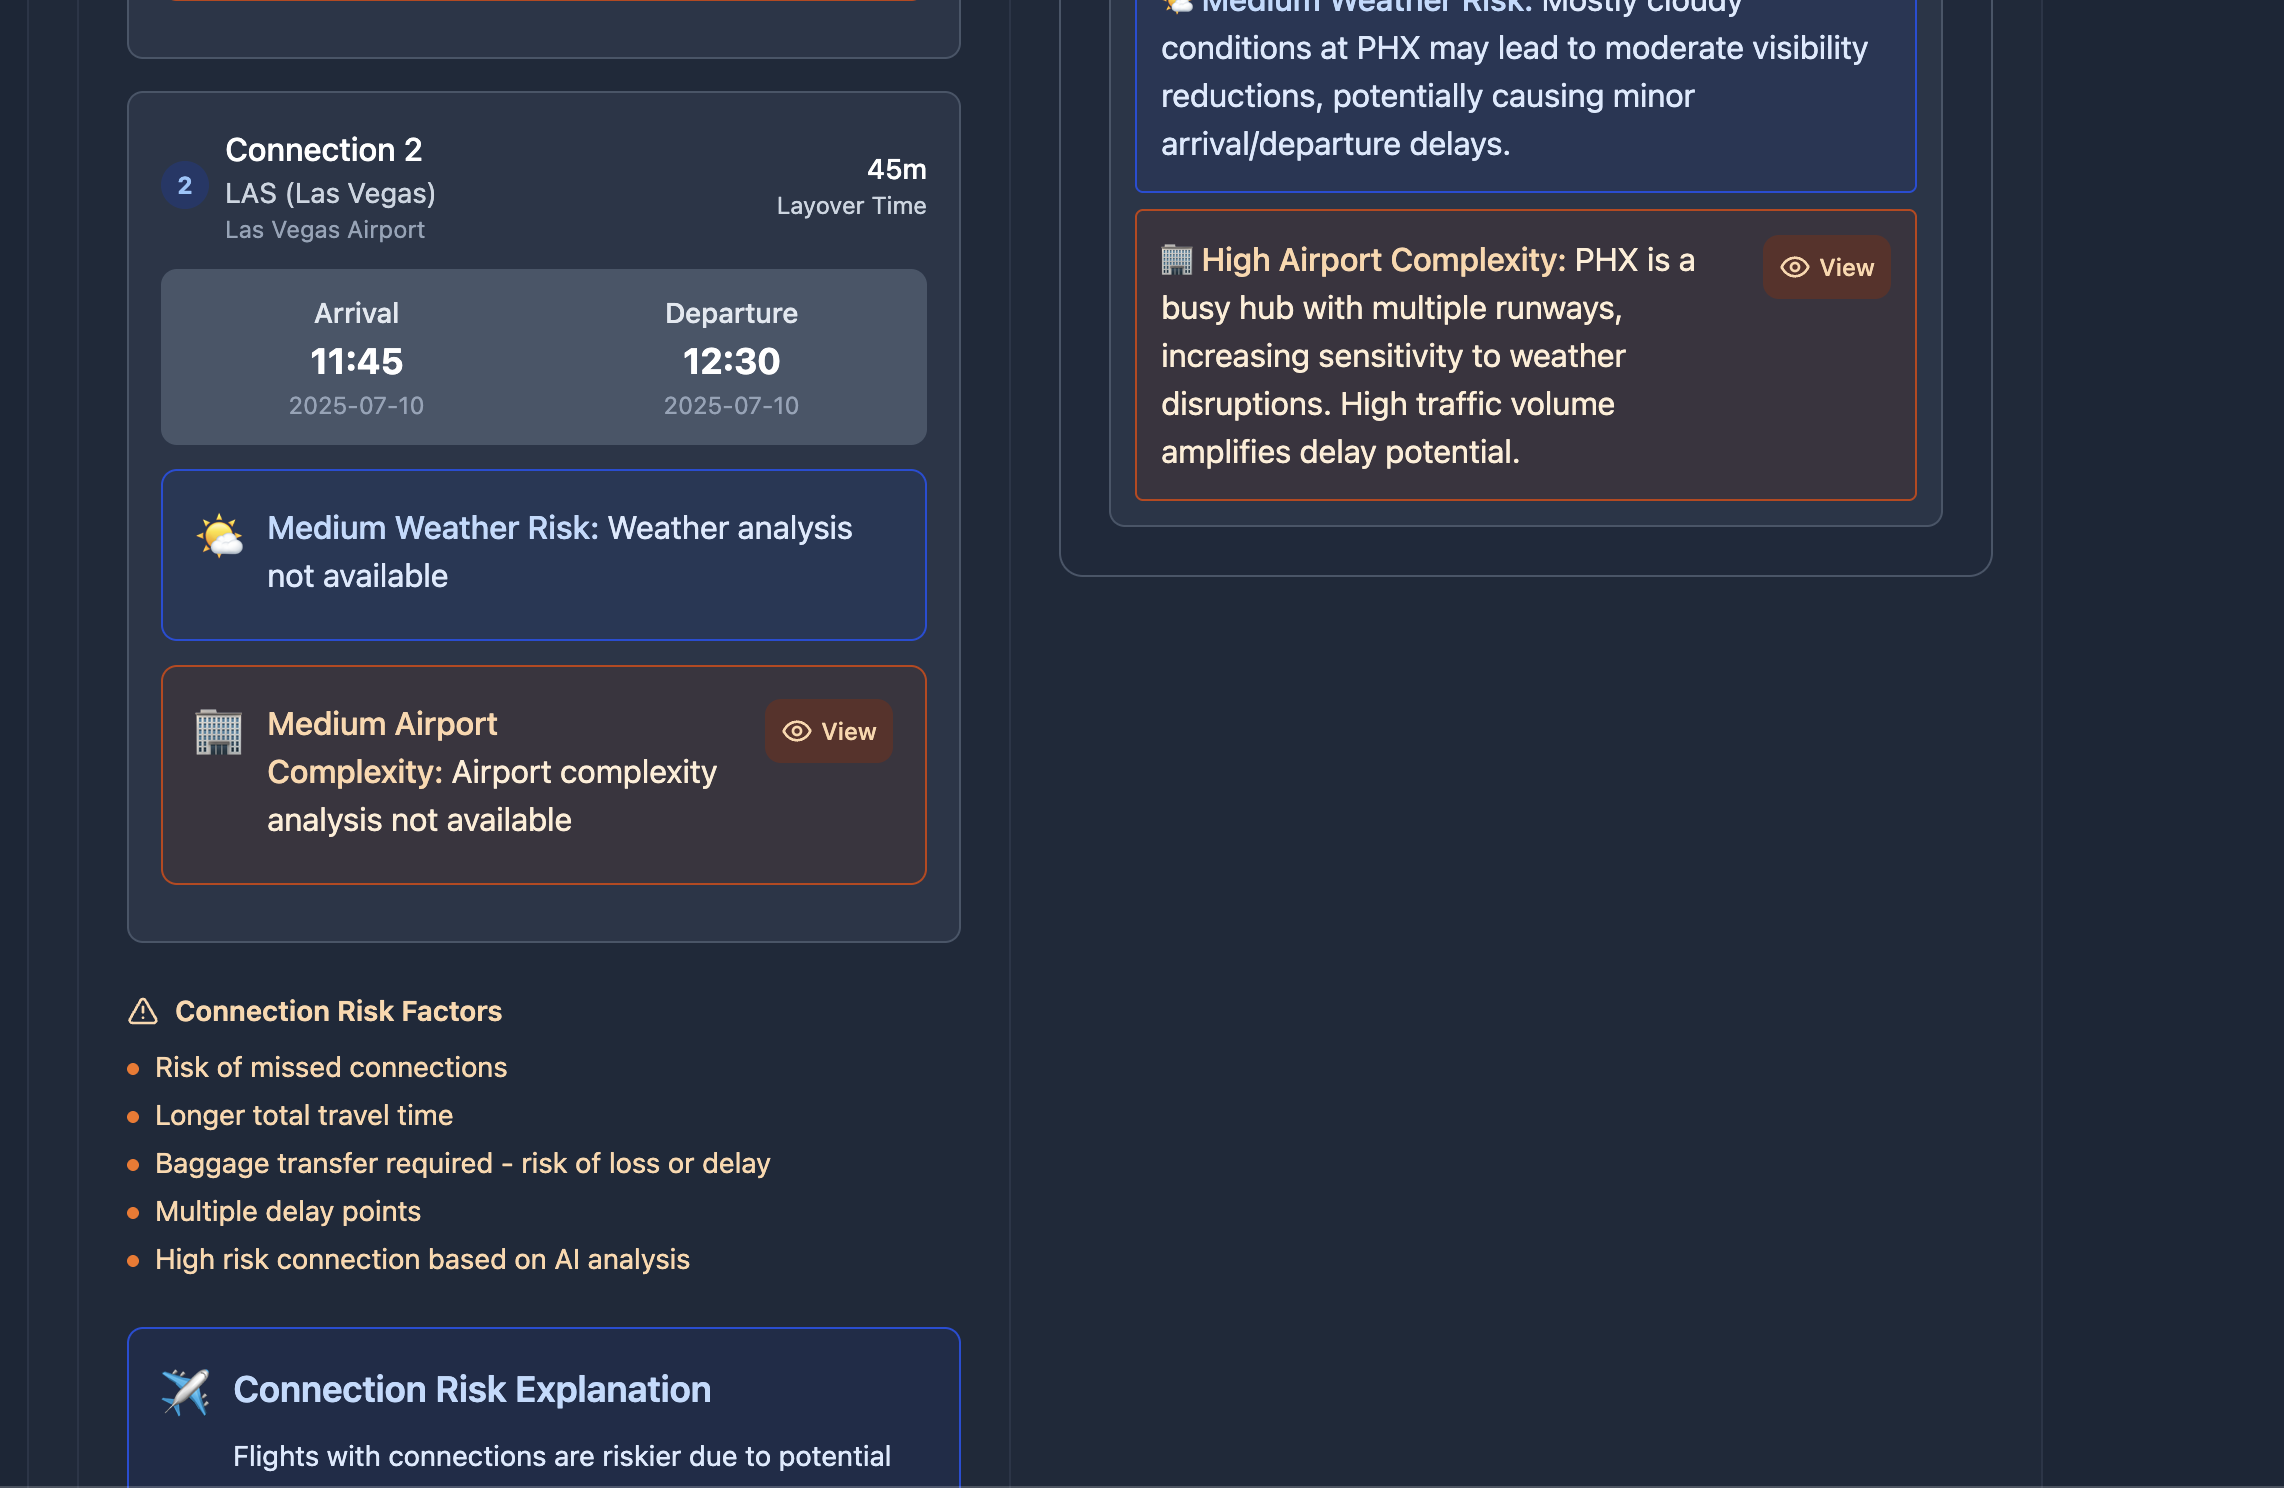 Connection 2
2
LAS (Las Vegas)
Las Vegas Airport
45m
Layover Time
Arrival
11:45
2025-07-10
Departure
12:30
2025-07-10
Medium Weather Risk: Weather analysis
not available
Medium Airport
Complexity: Airport complexity
analysis not available
View
Connection Risk Factors
Risk of missed connections
Longer total travel time
Baggage transfer required - risk of loss or delay
Multiple delay points
High risk connection based on AI analysis
Connection Risk Explanation
Flights with connections are riskier due to potential
Medium Weather Risk: Mostly cloudy
conditions at PHX may lead to moderate visibility
reductions, potentially causing minor
arrival/departure delays.
High Airport Complexity: PHX is a
busy hub with multiple runways,
increasing sensitivity to weather
disruptions. High traffic volume
amplifies delay potential.
View